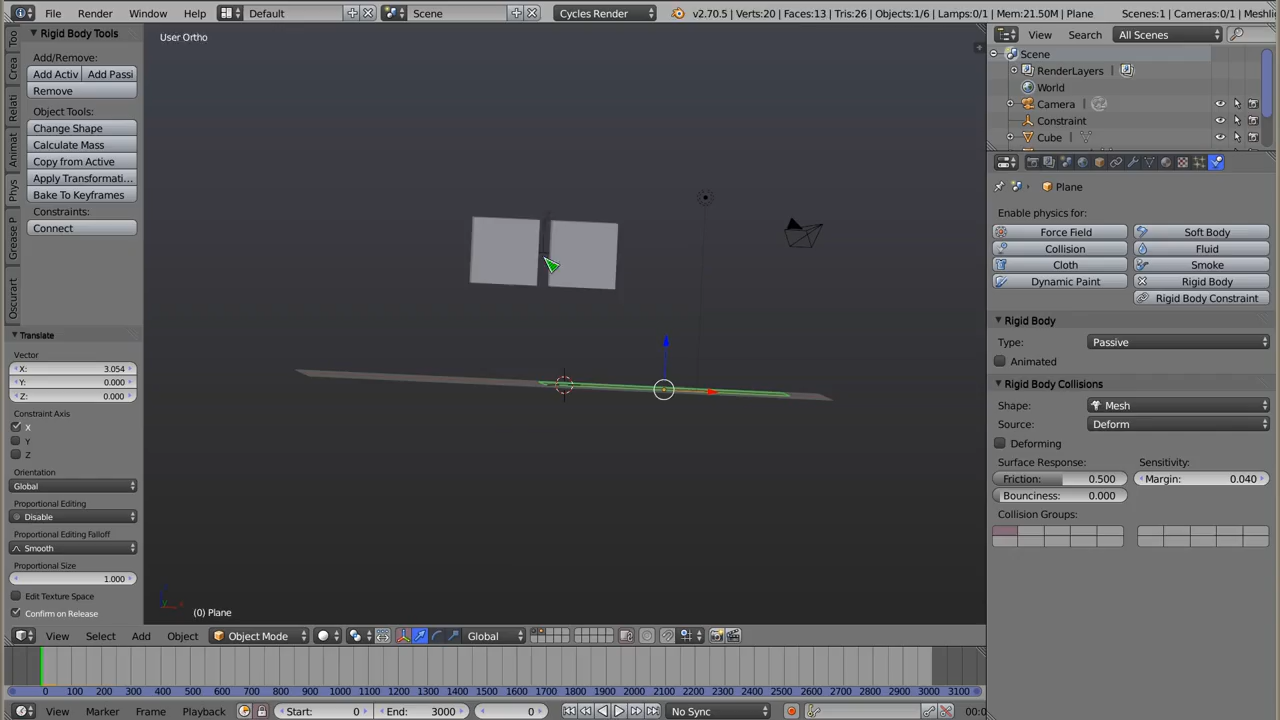 File Render Window Help Default Scene Cycles Render v2.70.5 | Verts:20 | Faces:13 | Tris:26 | Objects:1/6 | Lamps:0/1 | Mem:21.50M | Plane Scenes:1 | Cameras:0/1 |
Rigid Body Tools
Add/Remove:
Add Activ Add Passi
Remove
Object Tools:
Change Shape
Calculate Mass
Copy from Active
Apply Transformati...
Bake To Keyframes
Constraints:
Connect
Too
Crea
Relati
Animat
Phys
Grease P
Oscurart
Translate
Vector
X: 3.054
Y: 0.000
Z: 0.000
Constraint Axis
X
Y
Z
Orientation
Global
Proportional Editing
Disable
Proportional Editing Falloff
Smooth
Proportional Size
1.000
Edit Texture Space
Confirm on Release
User Ortho
(0) Plane
View Search All Scenes
Scene
RenderLayers
World
Camera
Constraint
Cube
Plane
Enable physics for:
Force Field Soft Body
Collision Fluid
Cloth Smoke
Dynamic Paint Rigid Body
Rigid Body Constraint
Rigid Body
Type: Passive
Animated
Rigid Body Collisions
Shape: Mesh
Source: Deform
Deforming
Surface Response: Sensitivity:
Friction: 0.500 Margin: 0.040
Bounciness: 0.000
Collision Groups:
View Select Add Object Object Mode Global
0 100 200 300 400 500 600 700 800 900 1000 1100 1200 1300 1400 1500 1600 1700 1800 1900 2000 2100 2200 2300 2400 2500 2600 2700 2800 2900 3000 3100
View Marker Frame Playback Start: 0 End: 3000 0 No Sync